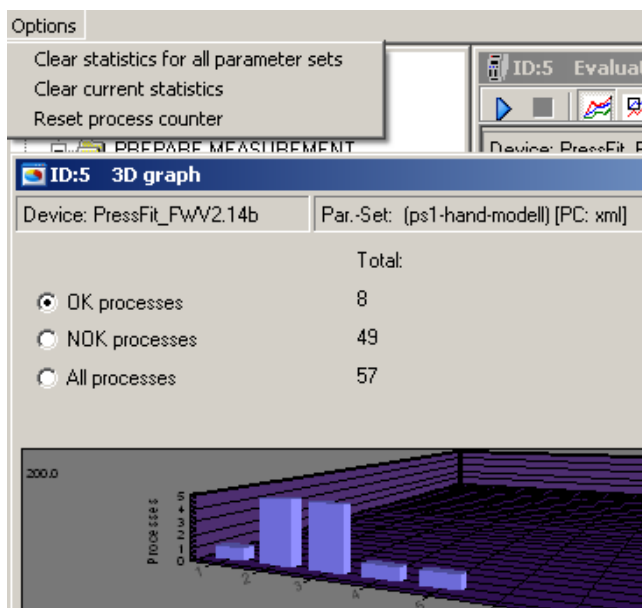 Options
Clear statistics for all parameter sets
Clear current statistics
Reset process counter
ID:5 Evaluat
PREPARE MEASUREMENT
Device: PressFit_F
ID:5 3D graph
Device: PressFit_FWV2.14b Par.-Set: (ps1-hand-modell) [PC: xml]
Total:
OK processes 8
NOK processes 49
All processes 57
200.0
Processes
5
4
3
2
1
0
1 2 3 4 5